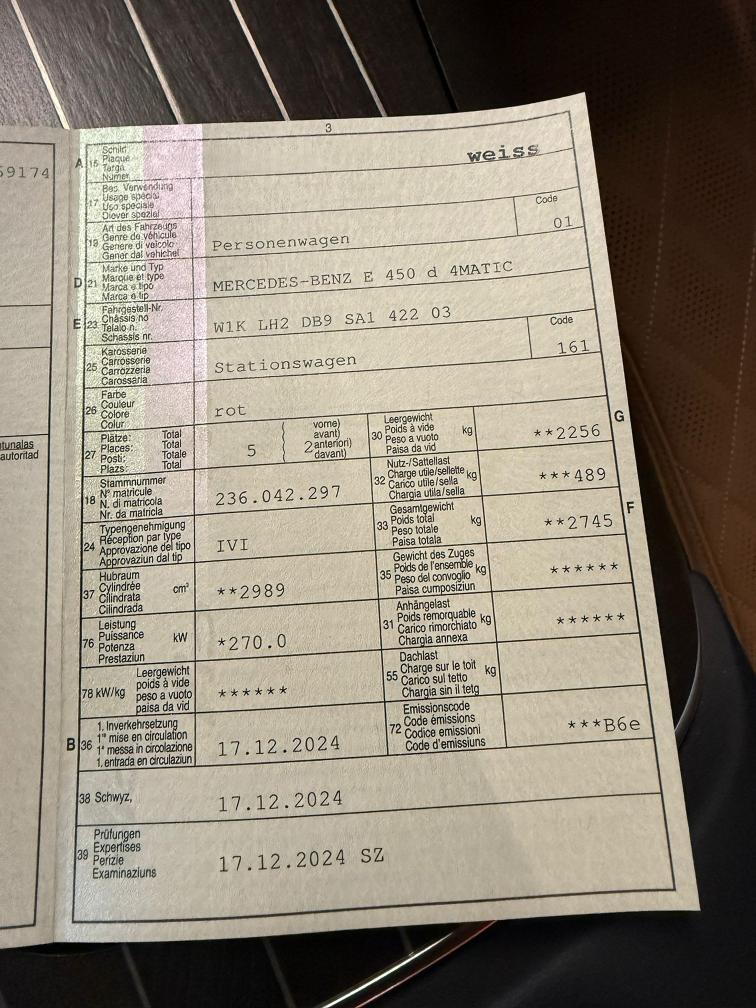 3
59174
A 15 Schild
Plaque
Targa
Numer
weiss
17 Bes. Verwendung
Usage spécial
Uso speciale
Diever spezial
19 Art des Fahrzeugs
Genre de véhicule
Genere di veicolo
Gener dal vehichel
Personenwagen
Code
01
D 21 Marke und Typ
Marque et type
Marca e tipo
Marca e tip
MERCEDES-BENZ E 450 d 4MATIC
E 23 Fahrgestell-Nr.
Châssis no
Telaio n.
Schassis nr.
W1K LH2 DB9 SA1 422 03
25 Karosserie
Carrosserie
Carrozzeria
Carossaria
Stationswagen
Code
161
26 Farbe
Couleur
Colore
Colur
rot
27 Plätze: Total
Places: Total
Posti: Totale
Plazs: Total
5
2
vorne)
avant)
anteriori)
davant)
G
30 Leergewicht
Poids à vide kg
Peso a vuoto
Paisa da vid
**2256
tunalas
autoritad
18 Stammnummer
N° matricule
N. di matricola
Nr. da matricla
236.042.297
32 Nutz-/Sattellast
Charge utile/sellette kg
Carico utile/sella
Chargia utila/sella
***489
24 Typengenehmigung
Réception par type
Approvazione del tipo
Approvaziun dal tip
IVI
F
33 Gesamtgewicht
Poids total kg
Peso totale
Paisa totala
**2745
37 Hubraum
Cylindrée cm³
Cilindrata
Cilindrada
**2989
35 Gewicht des Zuges
Poids de l'ensemble kg
Peso del convoglio
Paisa cumposiziun
******
76 Leistung
Puissance kW
Potenza
Prestaziun
*270.0
31 Anhängelast
Poids remorquable kg
Carico rimorchiato
Chargia annexa
******
78 kW/kg Leergewicht
poids à vide
peso a vuoto
paisa da vid
******
55 Dachlast
Charge sur le toit kg
Carico sul tetto
Chargia sin il tetg
B 36 1. Inverkehrsetzung
1re mise en circulation
1a messa in circolazione
1. entrada en circulaziun
17.12.2024
72 Emissionscode
Code émissions
Codice emissioni
Code d'emissiuns
***B6e
38 Schwyz,
17.12.2024
39 Prüfungen
Expertises
Perizie
Examinaziuns
17.12.2024 SZ